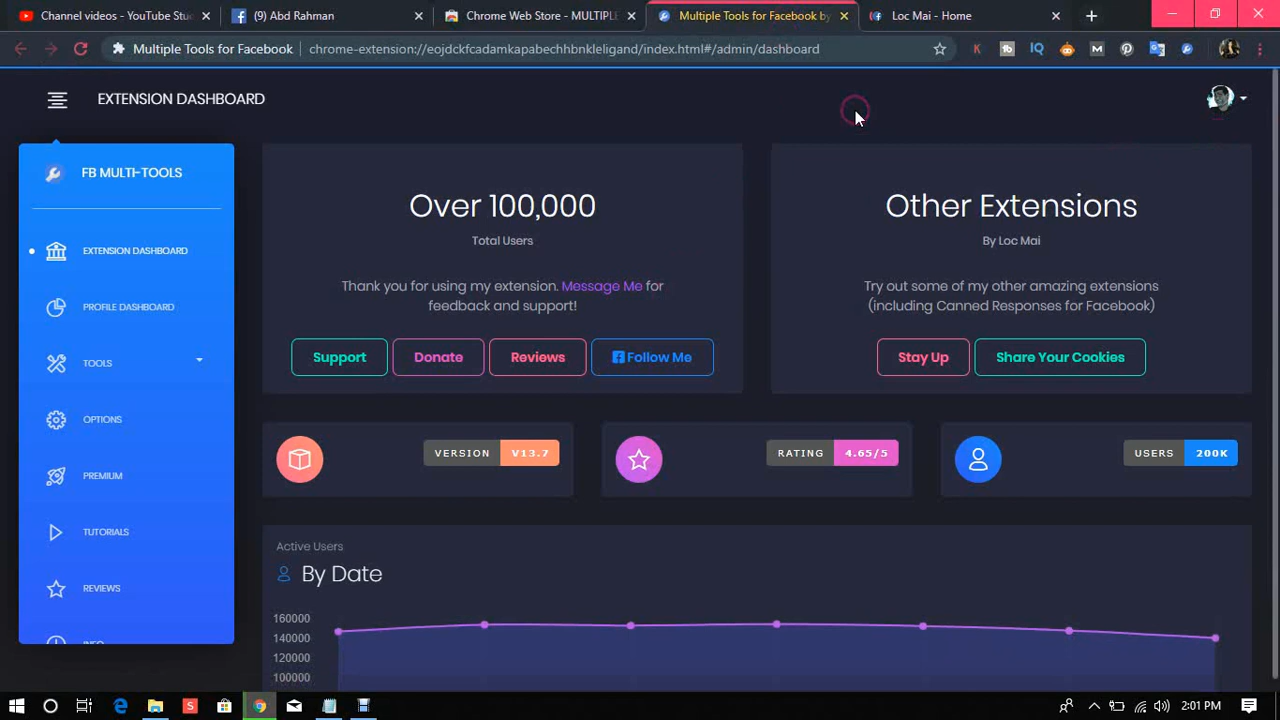 Channel videos - YouTube Stu
(9) Abd Rahman
Chrome Web Store - MULTIPLE
Multiple Tools for Facebook by
Loc Mai - Home
Multiple Tools for Facebook
chrome-extension://eojdckfcadamkapabechhbnkleligand/index.html#/admin/dashboard
EXTENSION DASHBOARD
FB MULTI-TOOLS
EXTENSION DASHBOARD
PROFILE DASHBOARD
TOOLS
OPTIONS
PREMIUM
TUTORIALS
REVIEWS
INFO
Over 100,000
Total Users
Thank you for using my extension. Message Me for
feedback and support!
Support Donate Reviews Follow Me
Other Extensions
By Loc Mai
Try out some of my other amazing extensions
(including Canned Responses for Facebook)
Stay Up Share Your Cookies
VERSION V13.7
RATING 4.65/5
USERS 200K
Active Users
By Date
160000
140000
120000
100000
2:01 PM